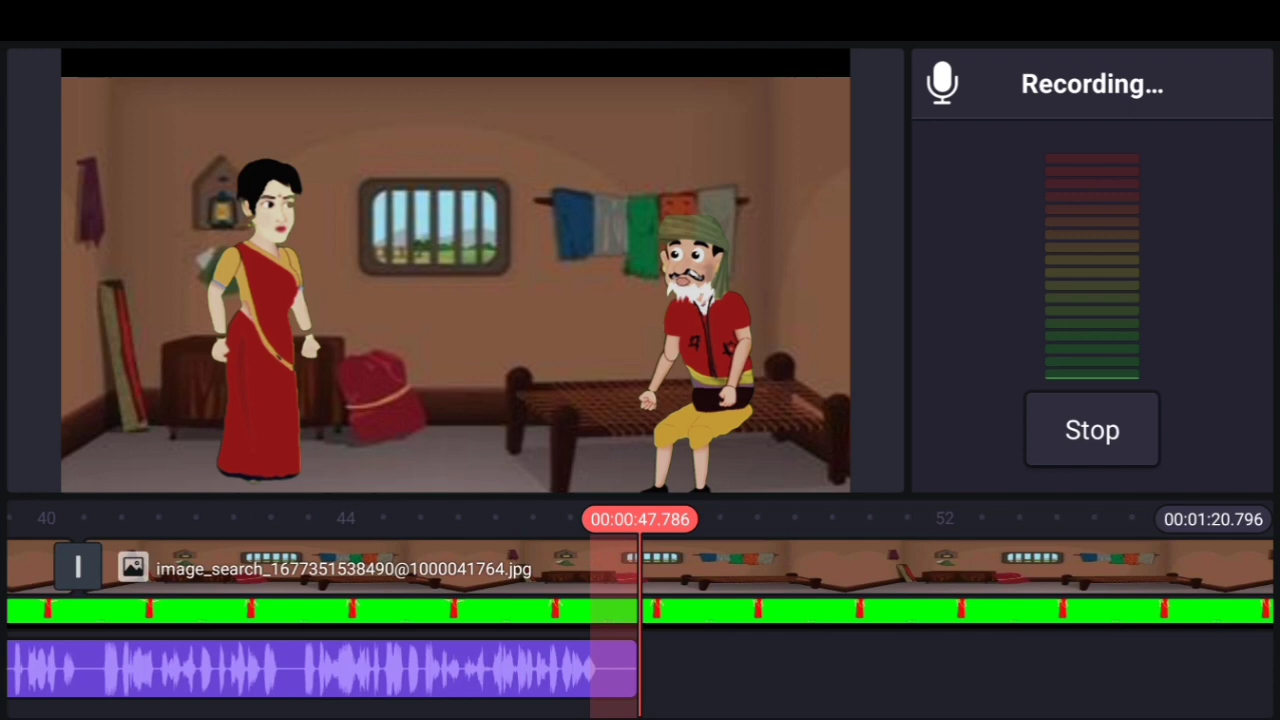 Recording...
Stop
40
44
00:00:47.786
52
00:01:20.796
image_search_1677351538490@1000041764.jpg